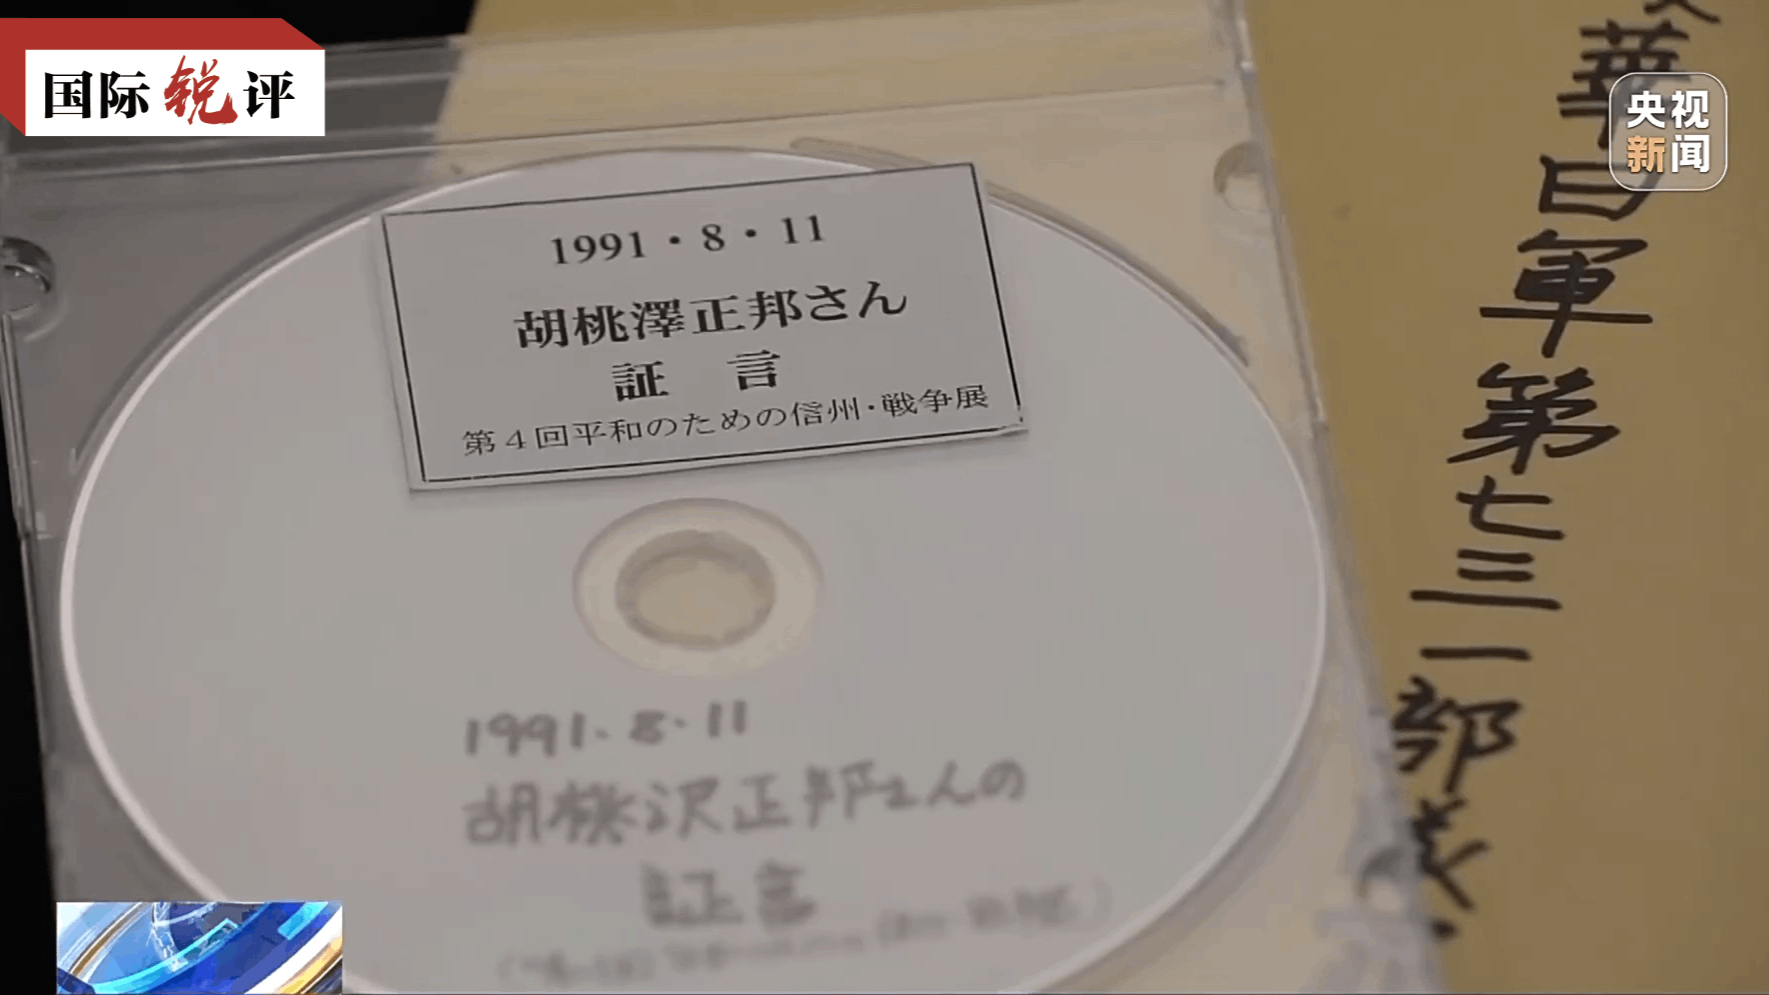 国际锐评
央视
新闻
1991・8・11
胡桃澤正邦さん
証 言
第4回平和のための信州・戦争展
1991・8・11
胡桃沢正邦さんの
証言
華日軍第七三一部